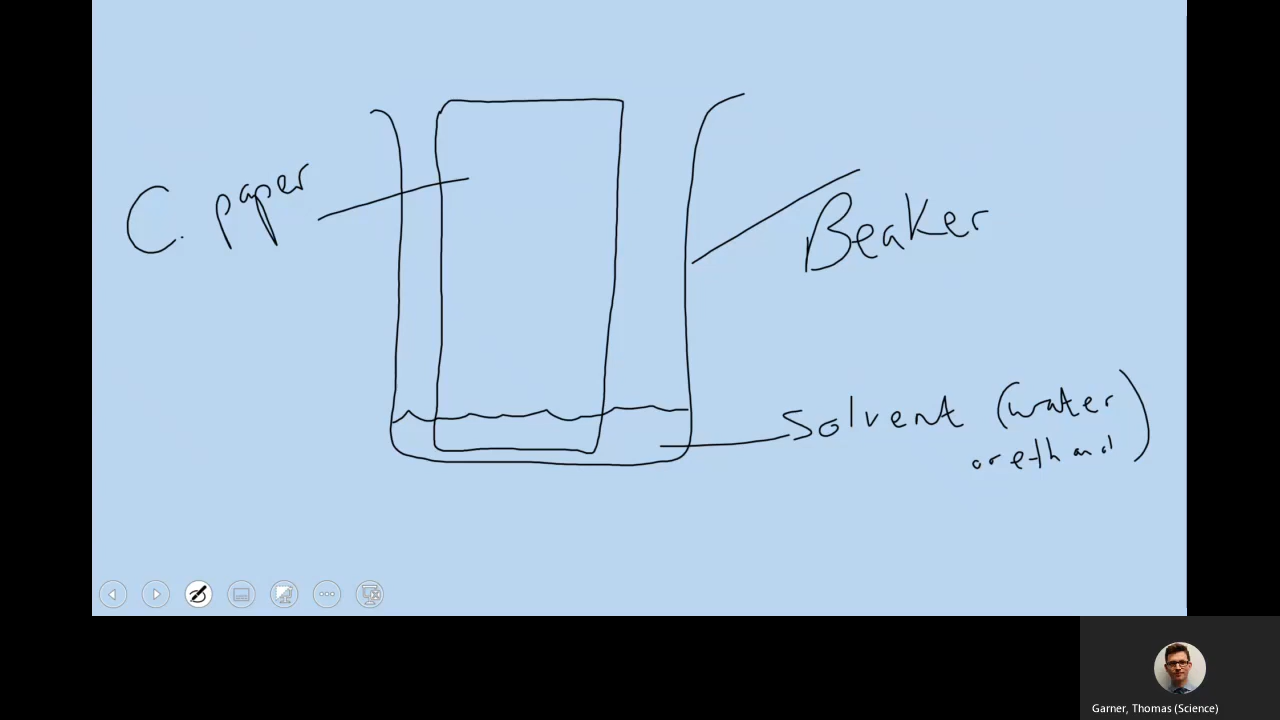 C. paper
Beaker
Solvent (water
or ethanol)
Garner, Thomas (Science)